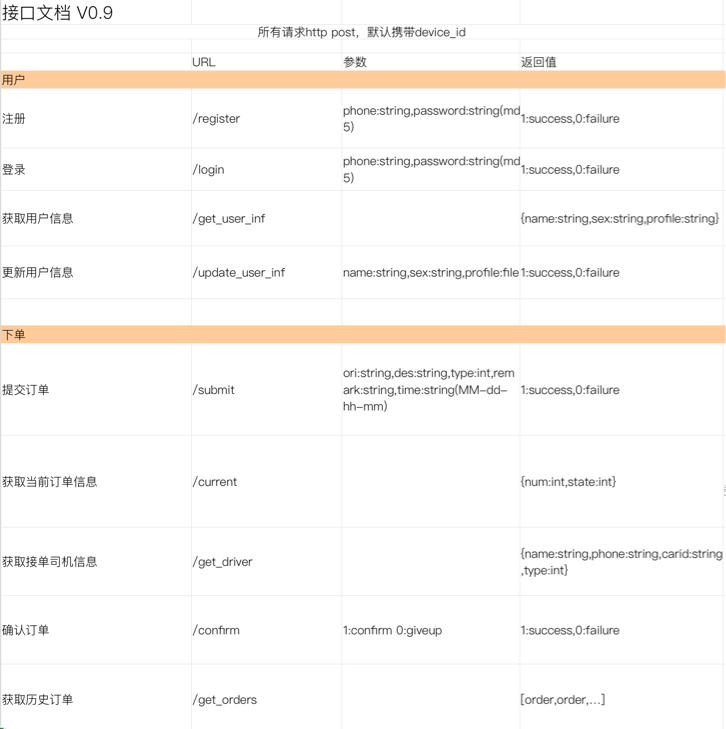 接口文档 V0.9
所有请求http post，默认携带device_id
URL 参数 返回值
用户
注册 /register phone:string,password:string(md
5) 1:success,0:failure
登录 /login phone:string,password:string(md
5) 1:success,0:failure
获取用户信息 /get_user_inf {name:string,sex:string,profile:string}
更新用户信息 /update_user_inf name:string,sex:string,profile:file 1:success,0:failure
下单
提交订单 /submit ori:string,des:string,type:int,rem
ark:string,time:string(MM-dd-
hh-mm) 1:success,0:failure
获取当前订单信息 /current {num:int,state:int}
获取接单司机信息 /get_driver {name:string,phone:string,carid:string
,type:int}
确认订单 /confirm 1:confirm 0:giveup 1:success,0:failure
获取历史订单 /get_orders [order,order,...]